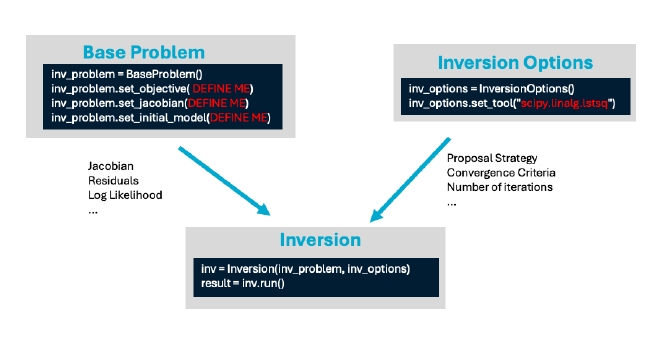 Base Problem
inv_problem = BaseProblem()
inv_problem.set_objective( DEFINE ME)
inv_problem.set_jacobian(DEFINE ME)
inv_problem.set_initial_model(DEFINE ME)
Inversion Options
inv_options = InversionOptions()
inv_options.set_tool("scipy.linalg.lstsq")
Jacobian
Residuals
Log Likelihood
...
Proposal Strategy
Convergence Criteria
Number of iterations
...
Inversion
inv = Inversion(inv_problem, inv_options)
result = inv.run()